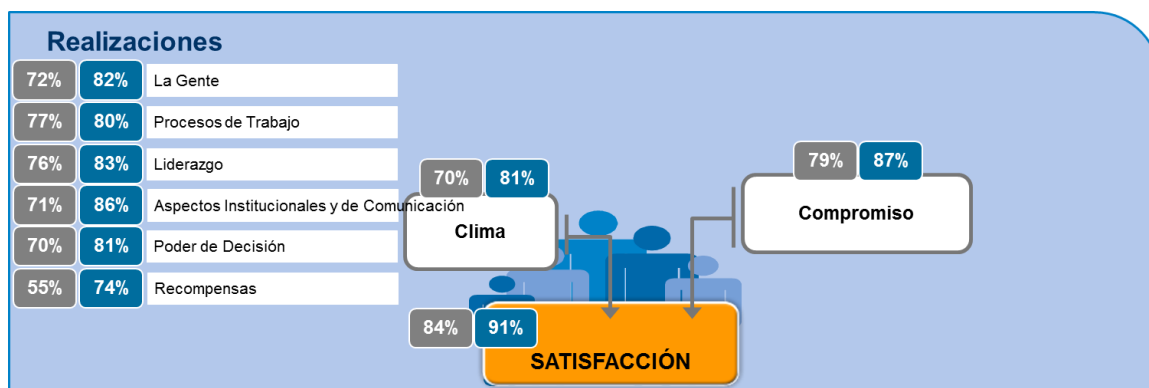 Realizaciones
72% 82% La Gente
77% 80% Procesos de Trabajo
76% 83% Liderazgo
71% 86% Aspectos Institucionales y de Comunicación
70% 81% Poder de Decisión
55% 74% Recompensas
70% 81%
Clima
79% 87%
Compromiso
84% 91%
SATISFACCIÓN